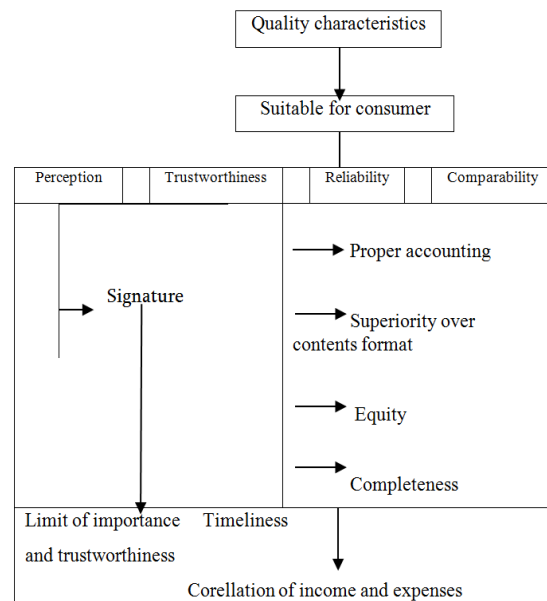 Quality characteristics
Suitable for consumer
Perception
Trustworthiness
Reliability
Comparability
Proper accounting
Signature
Superiority over
contents format
Equity
Completeness
Limit of importance
and trustworthiness
Timeliness
Corellation of income and expenses